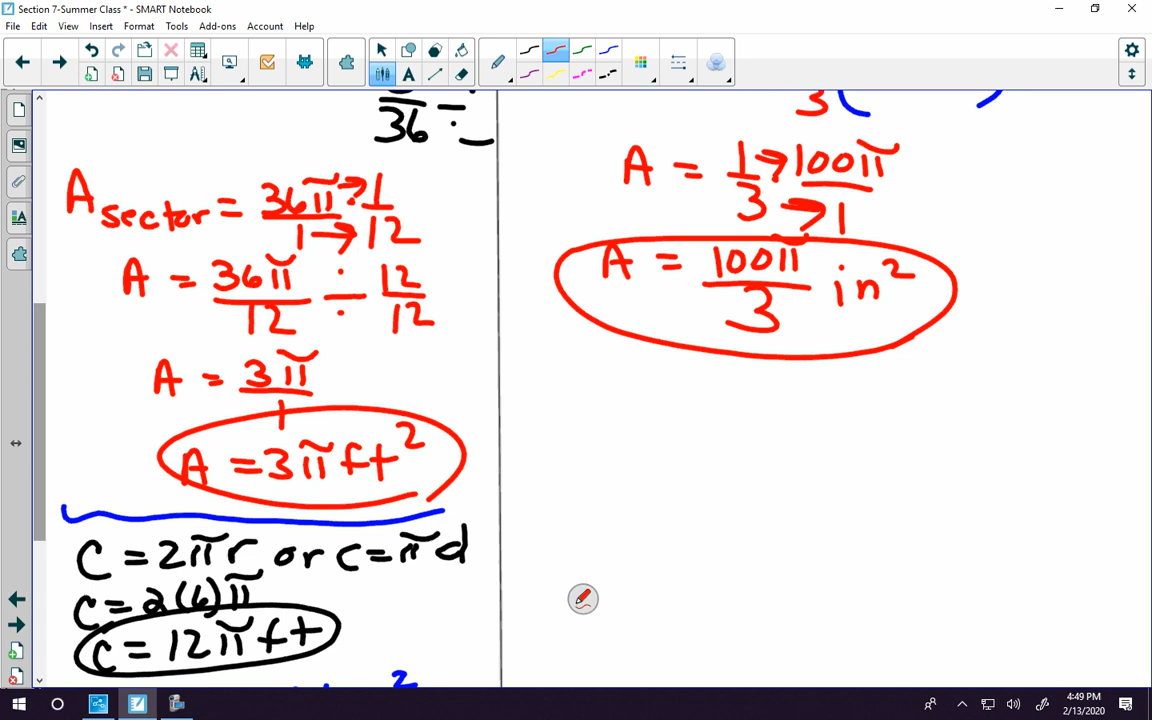 Section 7-Summer Class * - SMART Notebook
File Edit View Insert Format Tools Add-ons Account Help
36 ÷
A sector = 36π/1 → 1/12
A = 36π/12 ÷ 12/12
A = 3π/1
A = 3π ft²
C = 2πr or C = πd
C = 2(6)π
C = 12π ft
2
3 (
A = 1/3 → 100π/1
A = 100π/3 in²
4:49 PM
2/13/2020